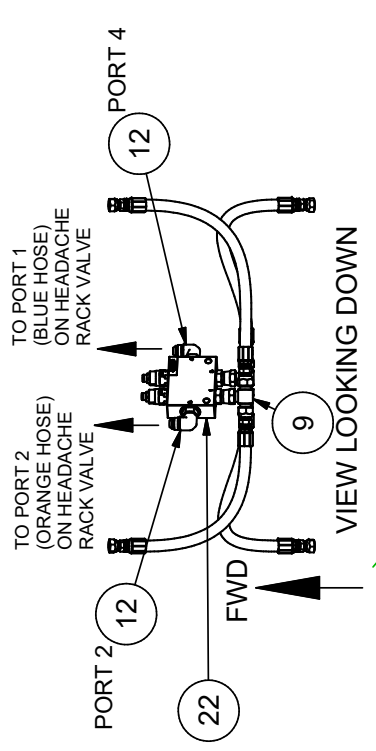 TO PORT 2
(ORANGE HOSE)
ON HEADACHE
RACK VALVE
TO PORT 1
(BLUE HOSE)
ON HEADACHE
RACK VALVE
PORT 2
12
PORT 4
12
22
FWD
9
VIEW LOOKING DOWN